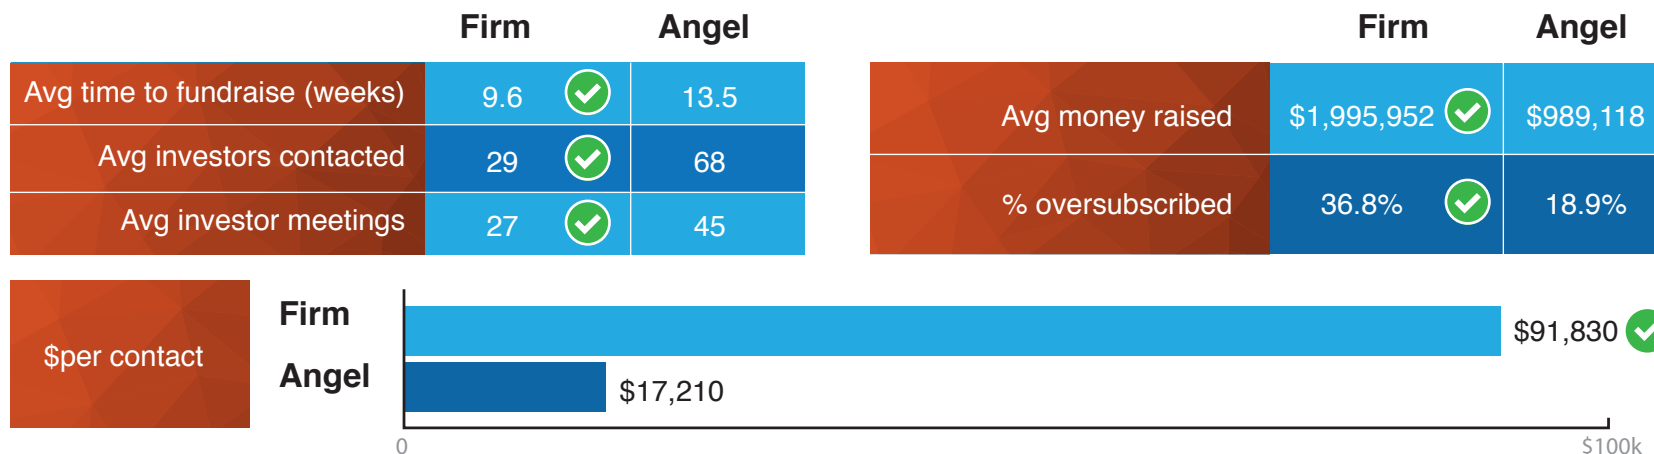 Firm Angel
Avg time to fundraise (weeks) 9.6 13.5
Avg investors contacted 29 68
Avg investor meetings 27 45
Firm Angel
Avg money raised $1,995,952 $989,118
% oversubscribed 36.8% 18.9%
$per contact
Firm $91,830
Angel $17,210
0 $100k